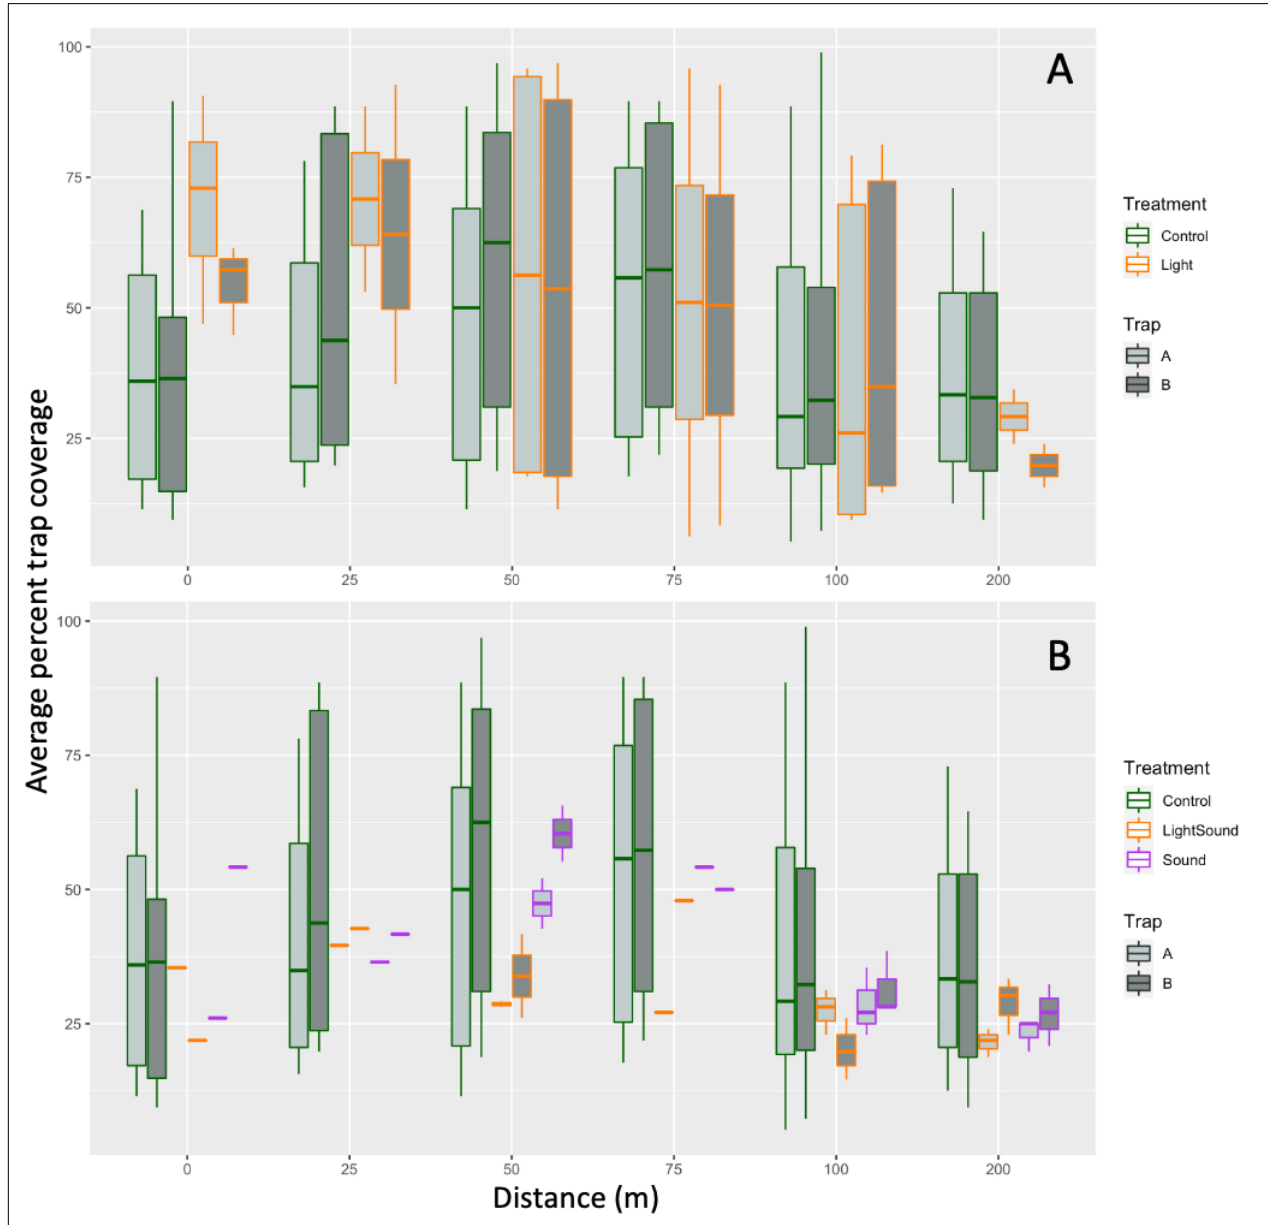 A
100
75
50
25
0 25 50 75 100 200
Treatment
Control
Light
Trap
A
B
Average percent trap coverage
B
100
75
50
25
0 25 50 75 100 200
Distance (m)
Treatment
Control
LightSound
Sound
Trap
A
B